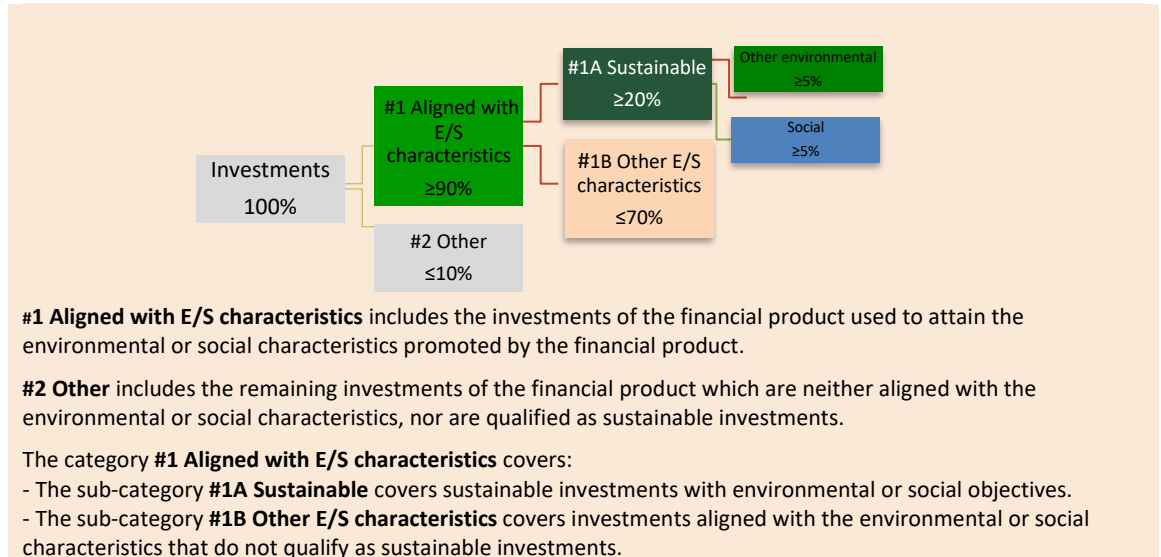 Investments
100%
#1 Aligned with
E/S
characteristics
≥90%
#2 Other
≤10%
#1A Sustainable
≥20%
#1B Other E/S
characteristics
≤70%
Other environmental
≥5%
Social
≥5%
#1 Aligned with E/S characteristics includes the investments of the financial product used to attain the
environmental or social characteristics promoted by the financial product.
#2 Other includes the remaining investments of the financial product which are neither aligned with the
environmental or social characteristics, nor are qualified as sustainable investments.
The category #1 Aligned with E/S characteristics covers:
- The sub-category #1A Sustainable covers sustainable investments with environmental or social objectives.
- The sub-category #1B Other E/S characteristics covers investments aligned with the environmental or social
characteristics that do not qualify as sustainable investments.